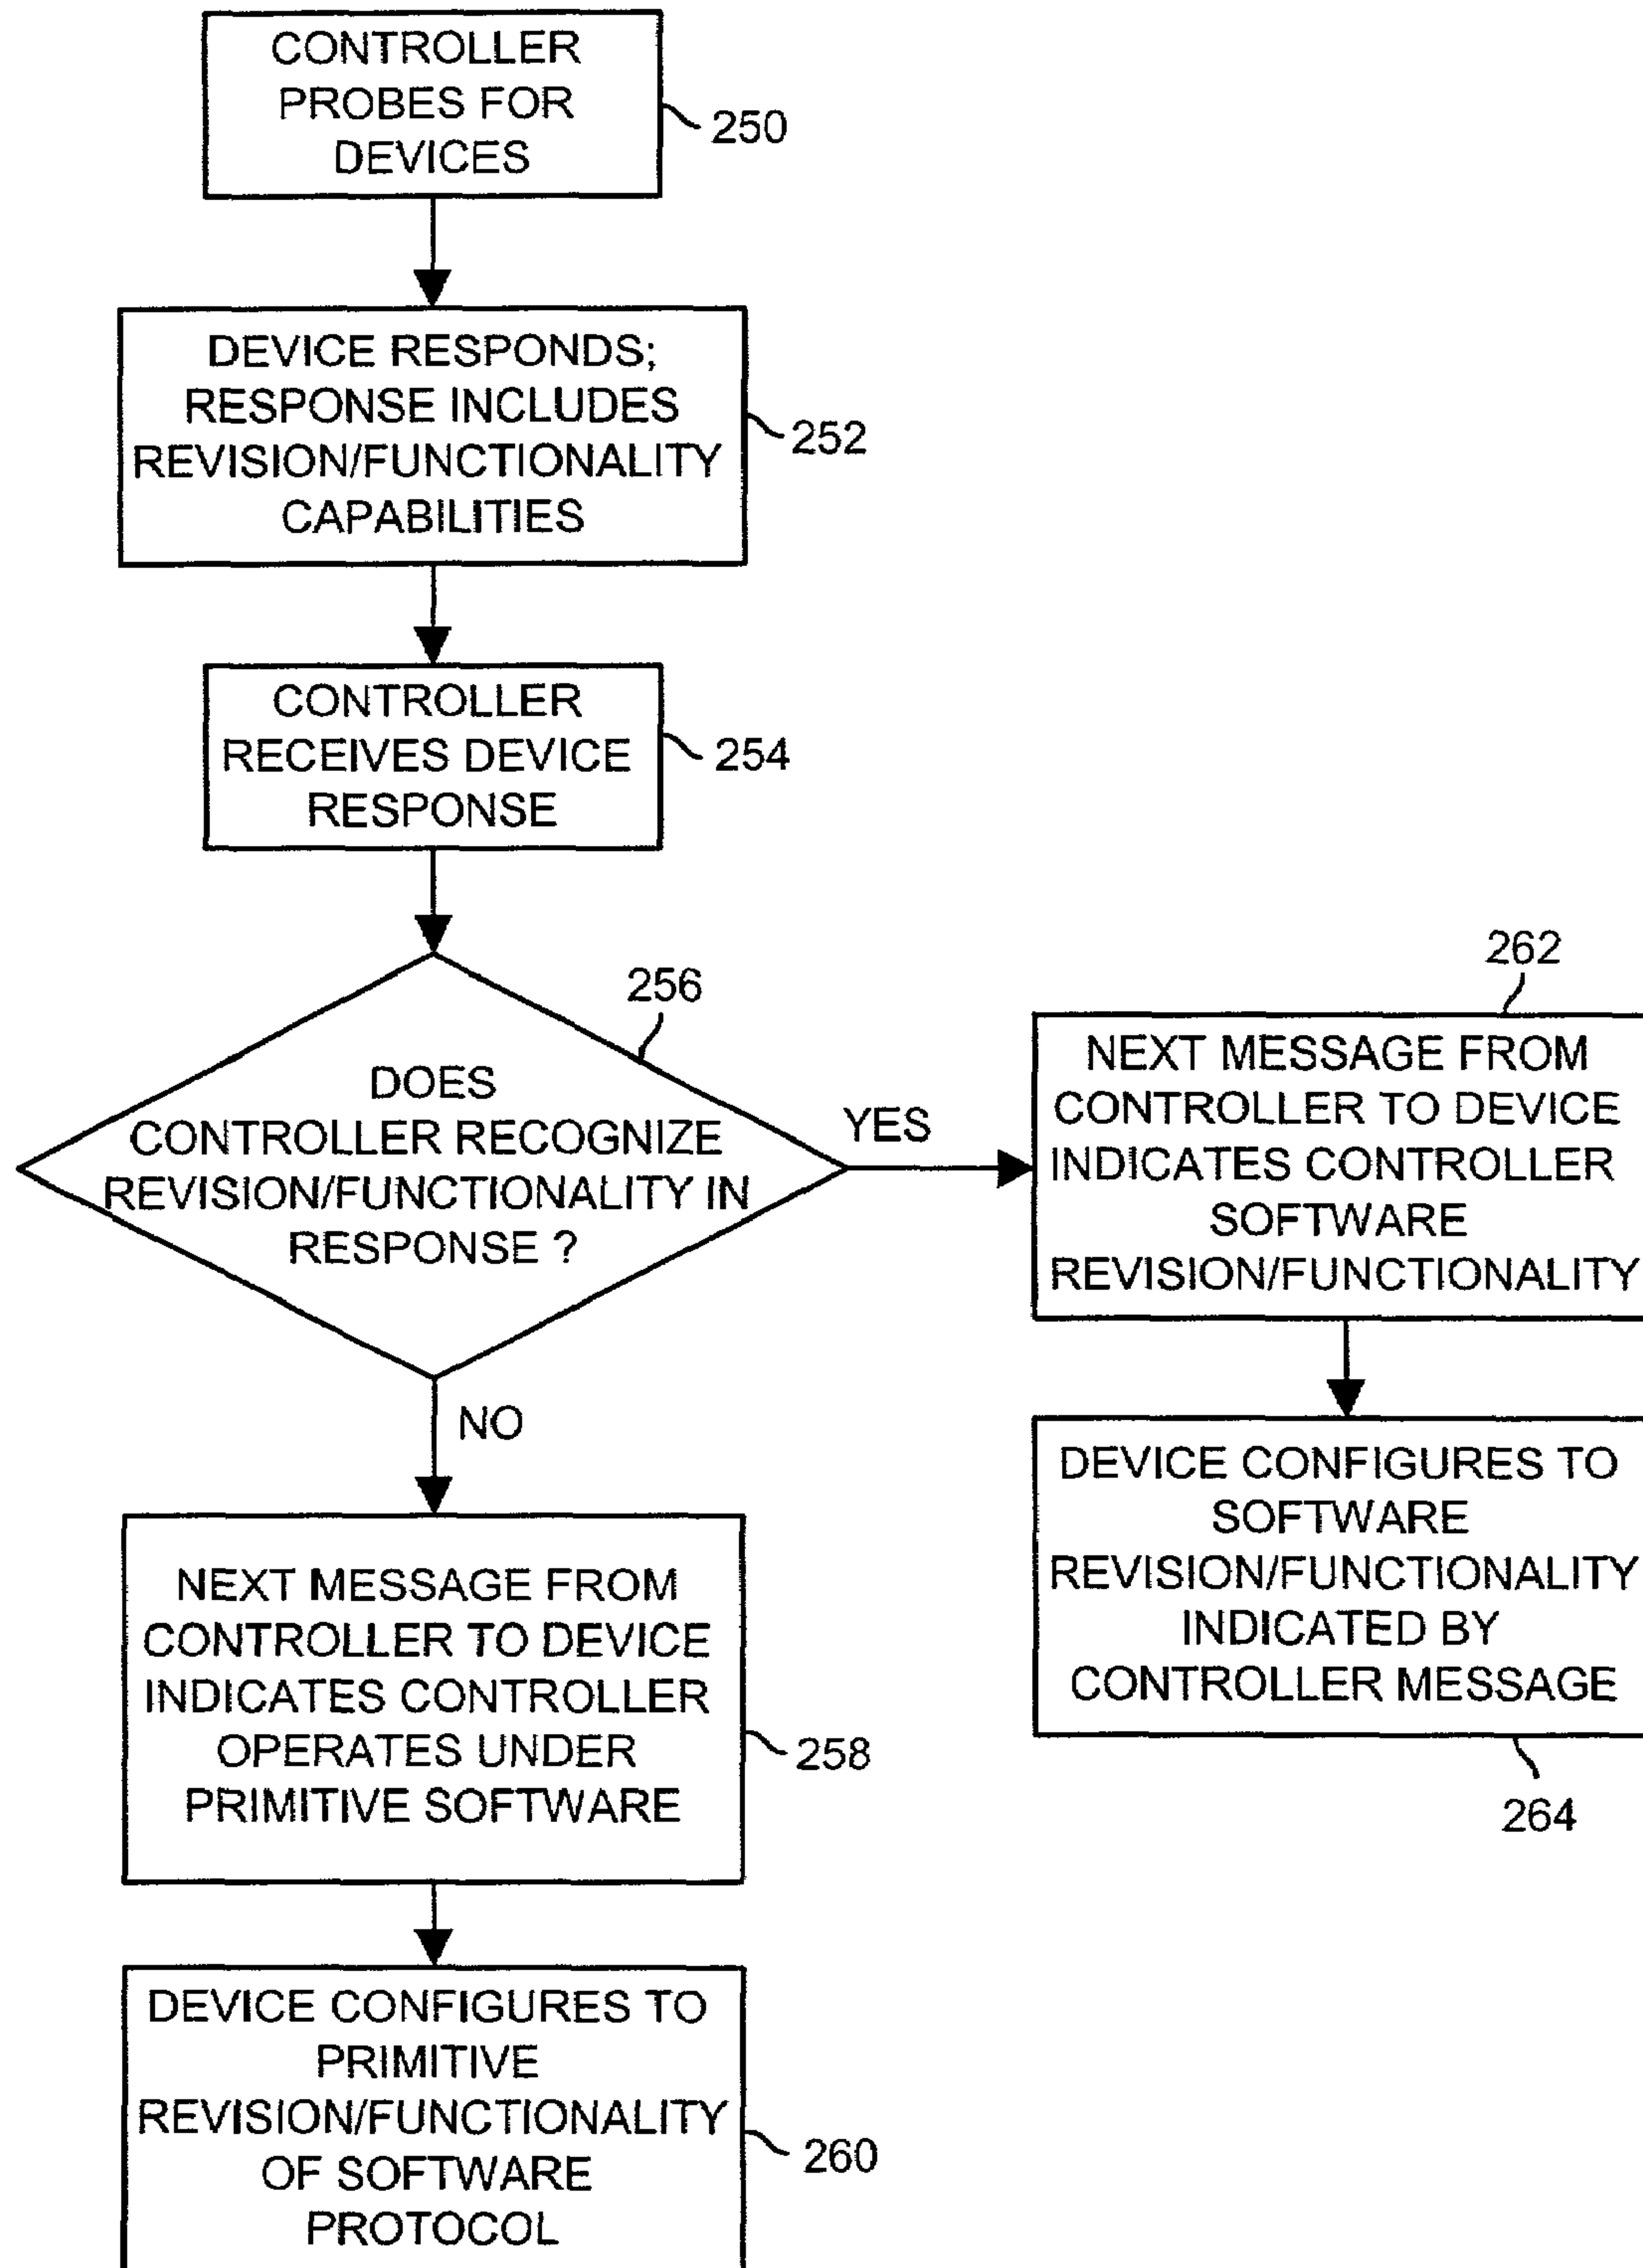 CONTROLLER
PROBES FOR
DEVICES
250
DEVICE RESPONDS;
RESPONSE INCLUDES
REVISION/FUNCTIONALITY
CAPABILITIES
252
CONTROLLER
RECEIVES DEVICE
RESPONSE
254
256
DOES
CONTROLLER RECOGNIZE
REVISION/FUNCTIONALITY IN
RESPONSE ?
YES
NO
262
NEXT MESSAGE FROM
CONTROLLER TO DEVICE
INDICATES CONTROLLER
SOFTWARE
REVISION/FUNCTIONALITY
DEVICE CONFIGURES TO
SOFTWARE
REVISION/FUNCTIONALITY
INDICATED BY
CONTROLLER MESSAGE
264
NEXT MESSAGE FROM
CONTROLLER TO DEVICE
INDICATES CONTROLLER
OPERATES UNDER
PRIMITIVE SOFTWARE
258
DEVICE CONFIGURES TO
PRIMITIVE
REVISION/FUNCTIONALITY
OF SOFTWARE
PROTOCOL
260